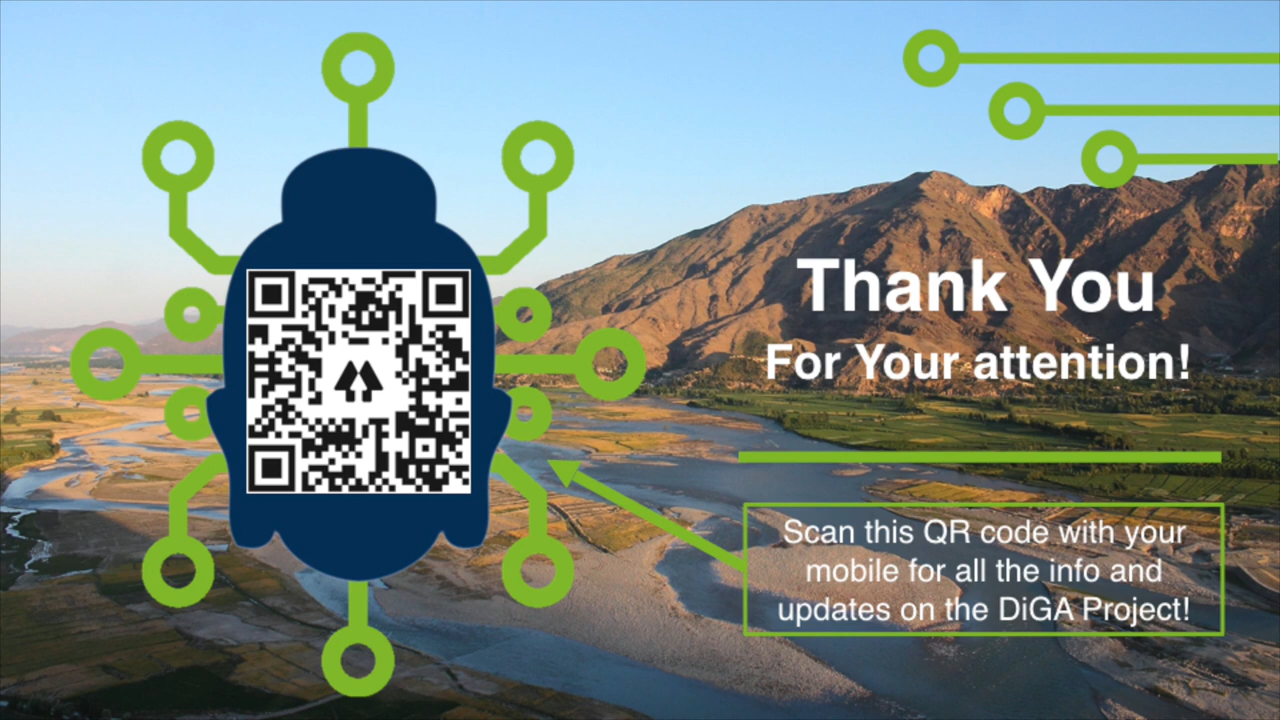 Thank You
For Your attention!
Scan this QR code with your
mobile for all the info and
updates on the DiGA Project!